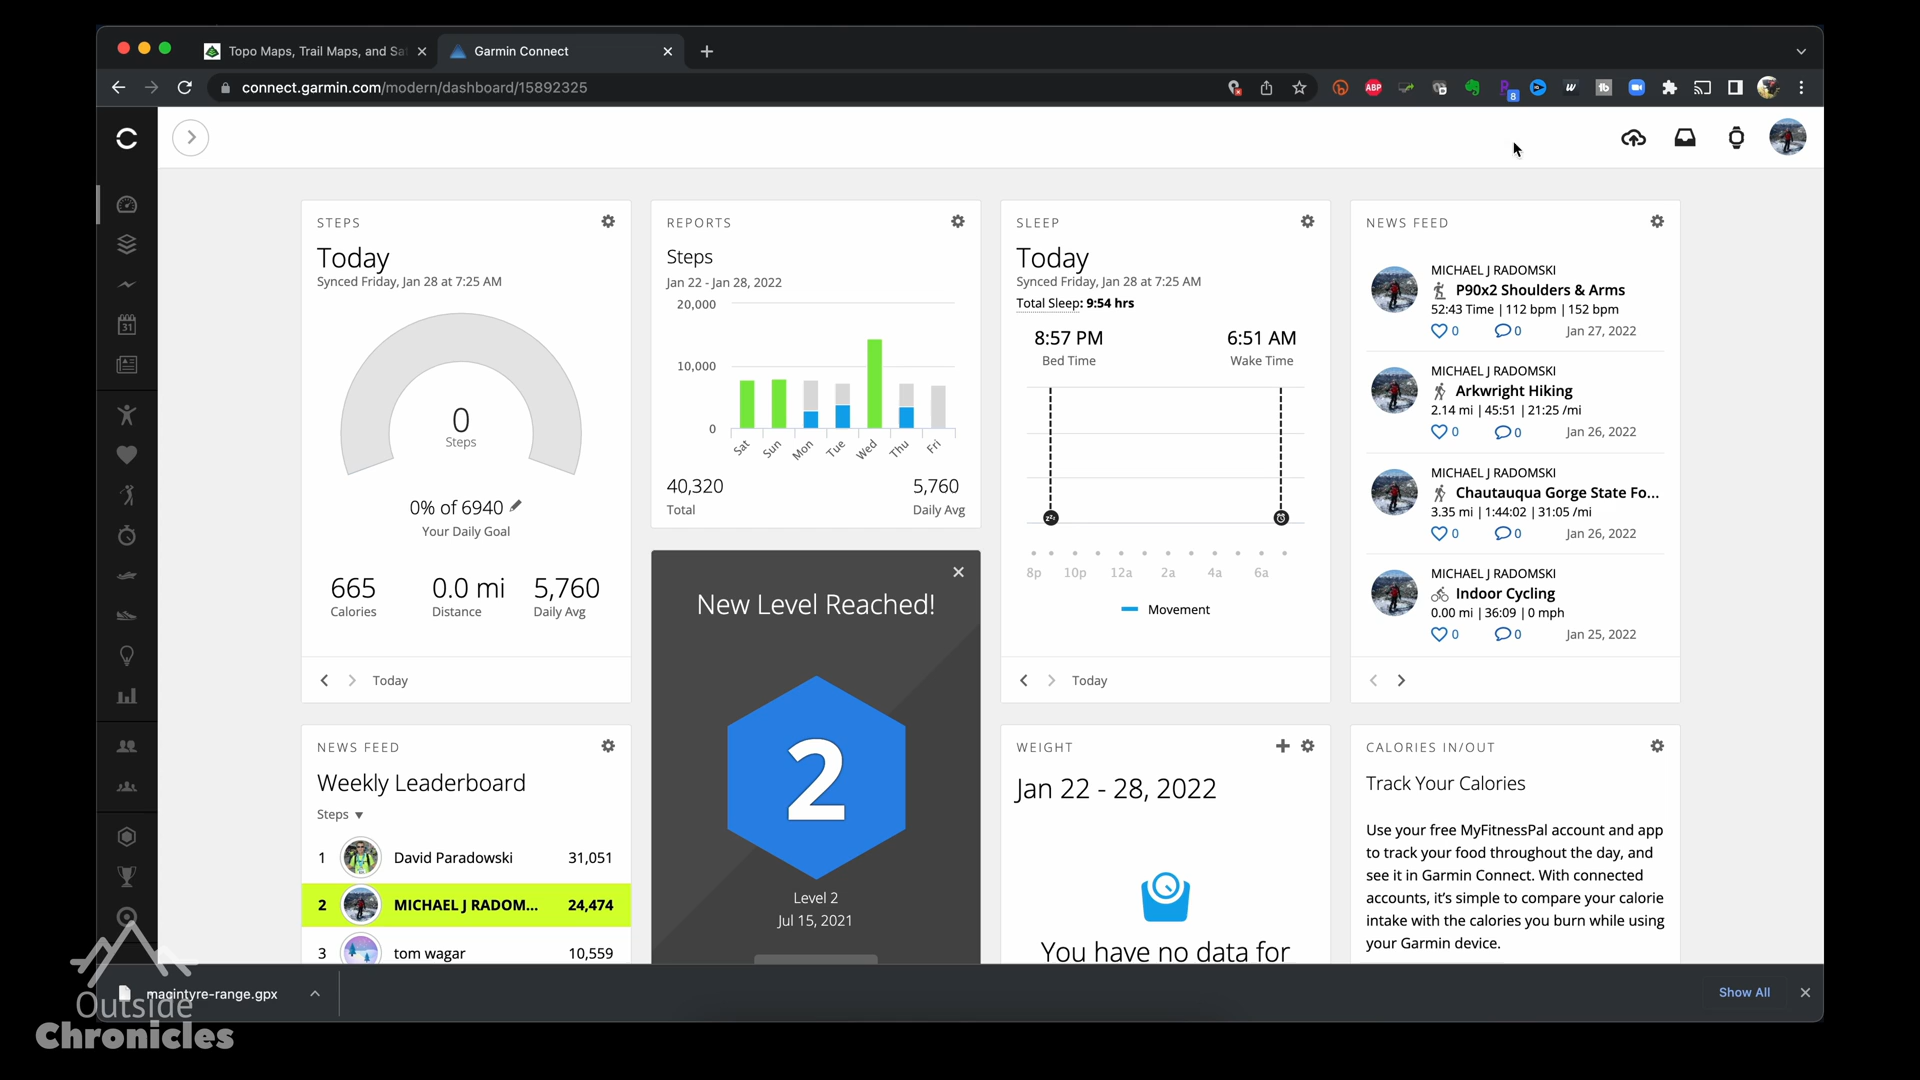 Topo Maps, Trail Maps, and Sa
Garmin Connect
connect.garmin.com/modern/dashboard/15892325
ABP
8
W
tb
31
STEPS
Today
Synced Friday, Jan 28 at 7:25 AM
0
Steps
0% of 6940
Your Daily Goal
665
Calories
0.0 mi
Distance
5,760
Daily Avg
Today
REPORTS
Steps
Jan 22 - Jan 28, 2022
20,000
10,000
0
Sat
Sun
Mon
Tue
Wed
Thu
Fri
40,320
Total
5,760
Daily Avg
SLEEP
Today
Synced Friday, Jan 28 at 7:25 AM
Total Sleep: 9:54 hrs
8:57 PM
Bed Time
6:51 AM
Wake Time
8p 10p 12a 2a 4a 6a
Movement
Today
NEWS FEED
MICHAEL J RADOMSKI
P90x2 Shoulders & Arms
52:43 Time | 112 bpm | 152 bpm
0 0 Jan 27, 2022
MICHAEL J RADOMSKI
Arkwright Hiking
2.14 mi | 45:51 | 21:25 /mi
0 0 Jan 26, 2022
MICHAEL J RADOMSKI
Chautauqua Gorge State Fo...
3.35 mi | 1:44:02 | 31:05 /mi
0 0 Jan 26, 2022
MICHAEL J RADOMSKI
Indoor Cycling
0.00 mi | 36:09 | 0 mph
0 0 Jan 25, 2022
NEWS FEED
Weekly Leaderboard
Steps
1 David Paradowski 31,051
2 MICHAEL J RADOM... 24,474
3 tom wagar 10,559
New Level Reached!
2
Level 2
Jul 15, 2021
WEIGHT
Jan 22 - 28, 2022
You have no data for
CALORIES IN/OUT
Track Your Calories
Use your free MyFitnessPal account and app
to track your food throughout the day, and
see it in Garmin Connect. With connected
accounts, it's simple to compare your calorie
intake with the calories you burn while using
your Garmin device.
macintyre-range.gpx
Show All
Outside
Chronicles